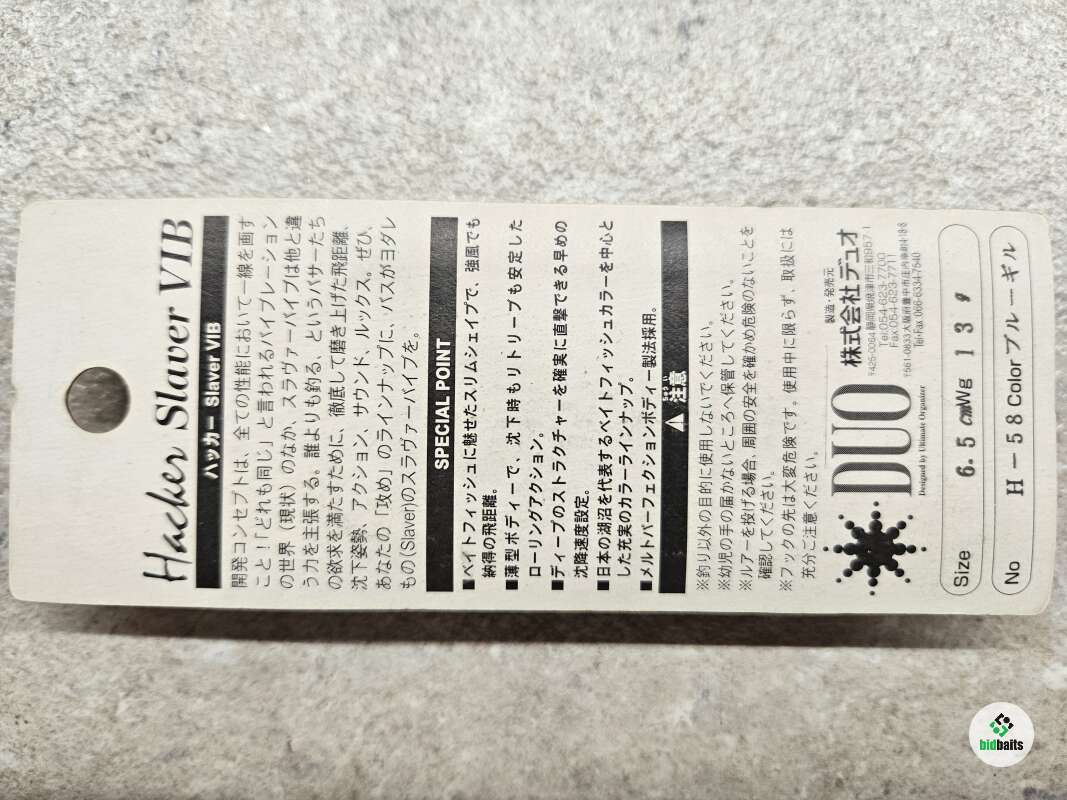 Hacker Slaver VIB
ハッカー Slaver VIB
開発コンセプトは、全ての性能において一線を画す
こと!「どれも同じ」と言われるバイブレーション
の世界(現状)のなか、スラヴァーバイブは他と違
う力を主張する。誰よりも釣る、というバサーたち
の欲求を満たすために、徹底して磨き上げた飛距離、
沈下姿勢、アクション、サウンド、ルックス。ぜひ、
あなたの「攻め」のラインナップに、バスがヨダレ
もの(Slaver)のスラヴァーバイブを。
SPECIAL POINT
■ベイトフィッシュに魅せたスリムシェイプで、強風でも
納得の飛距離。
■薄型ボディーで、沈下時もリトリーブも安定した
ローリングアクション。
■ディープのストラクチャーを確実に直撃できる早めの
沈降速度設定。
■日本の湖沼を代表するベイトフィッシュカラーを中心と
した充実のカラーラインナップ。
■メルトパーフェクションボディー製法採用。
⚠注意
※釣り以外の目的に使用しないでください。
※幼児の手の届かないところへ保管してください。
※ルアーを投げる場合、周囲の安全を確かめ危険のないことを
確認してください。
※フックの先は大変危険です。使用中に限らず、取扱には
充分ご注意ください。
DUO
Designed by Ultimate Organizer
製造・発売元
株式会社デュオ
Tel:054-623-7700
Fax:054-623-7711
Tel•Fax 066-6334-7640
Size 6.5㎝ Wg 13 g
No H-58 Color ブルーギル
bidbaits